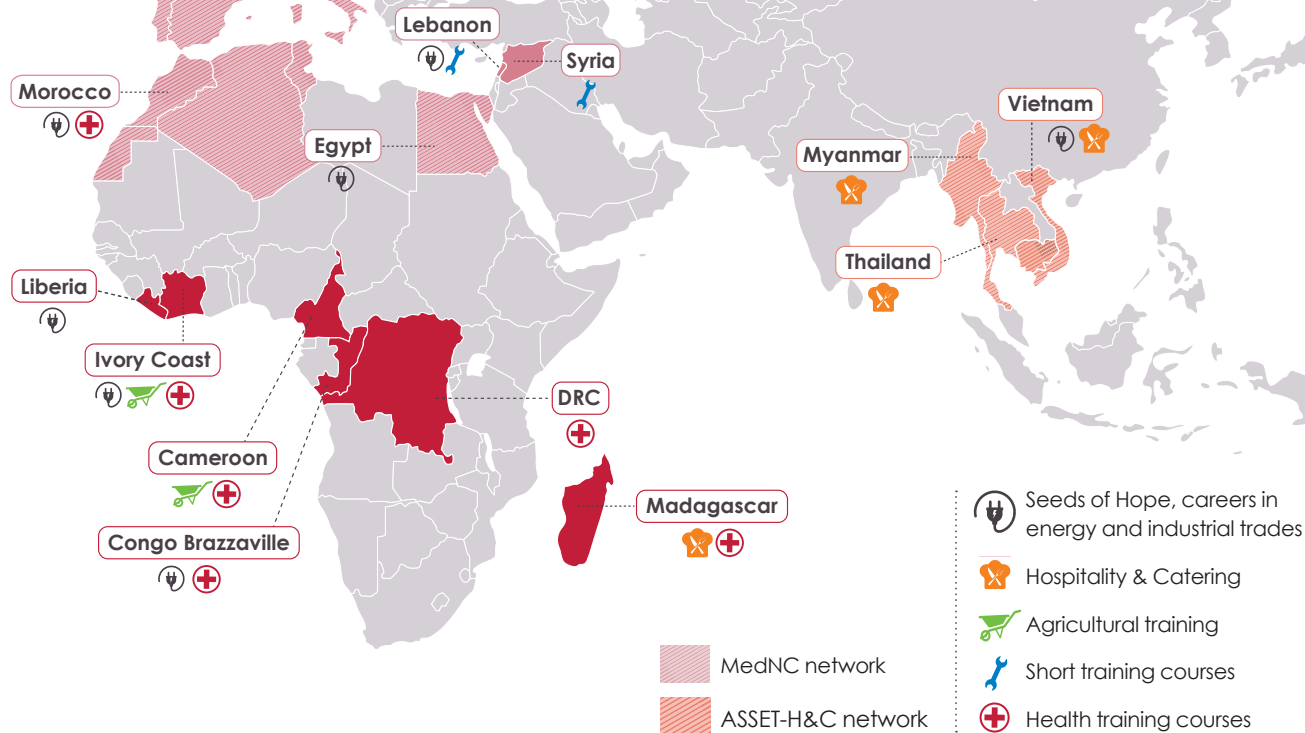 Lebanon
Syria
Morocco
Vietnam
Egypt
Myanmar
Thailand
Liberia
Ivory Coast
DRC
Cameroon
Madagascar
Congo Brazzaville
Seeds of Hope, careers in
energy and industrial trades
Hospitality & Catering
Agricultural training
MedNC network
Short training courses
ASSET-H&C network
Health training courses